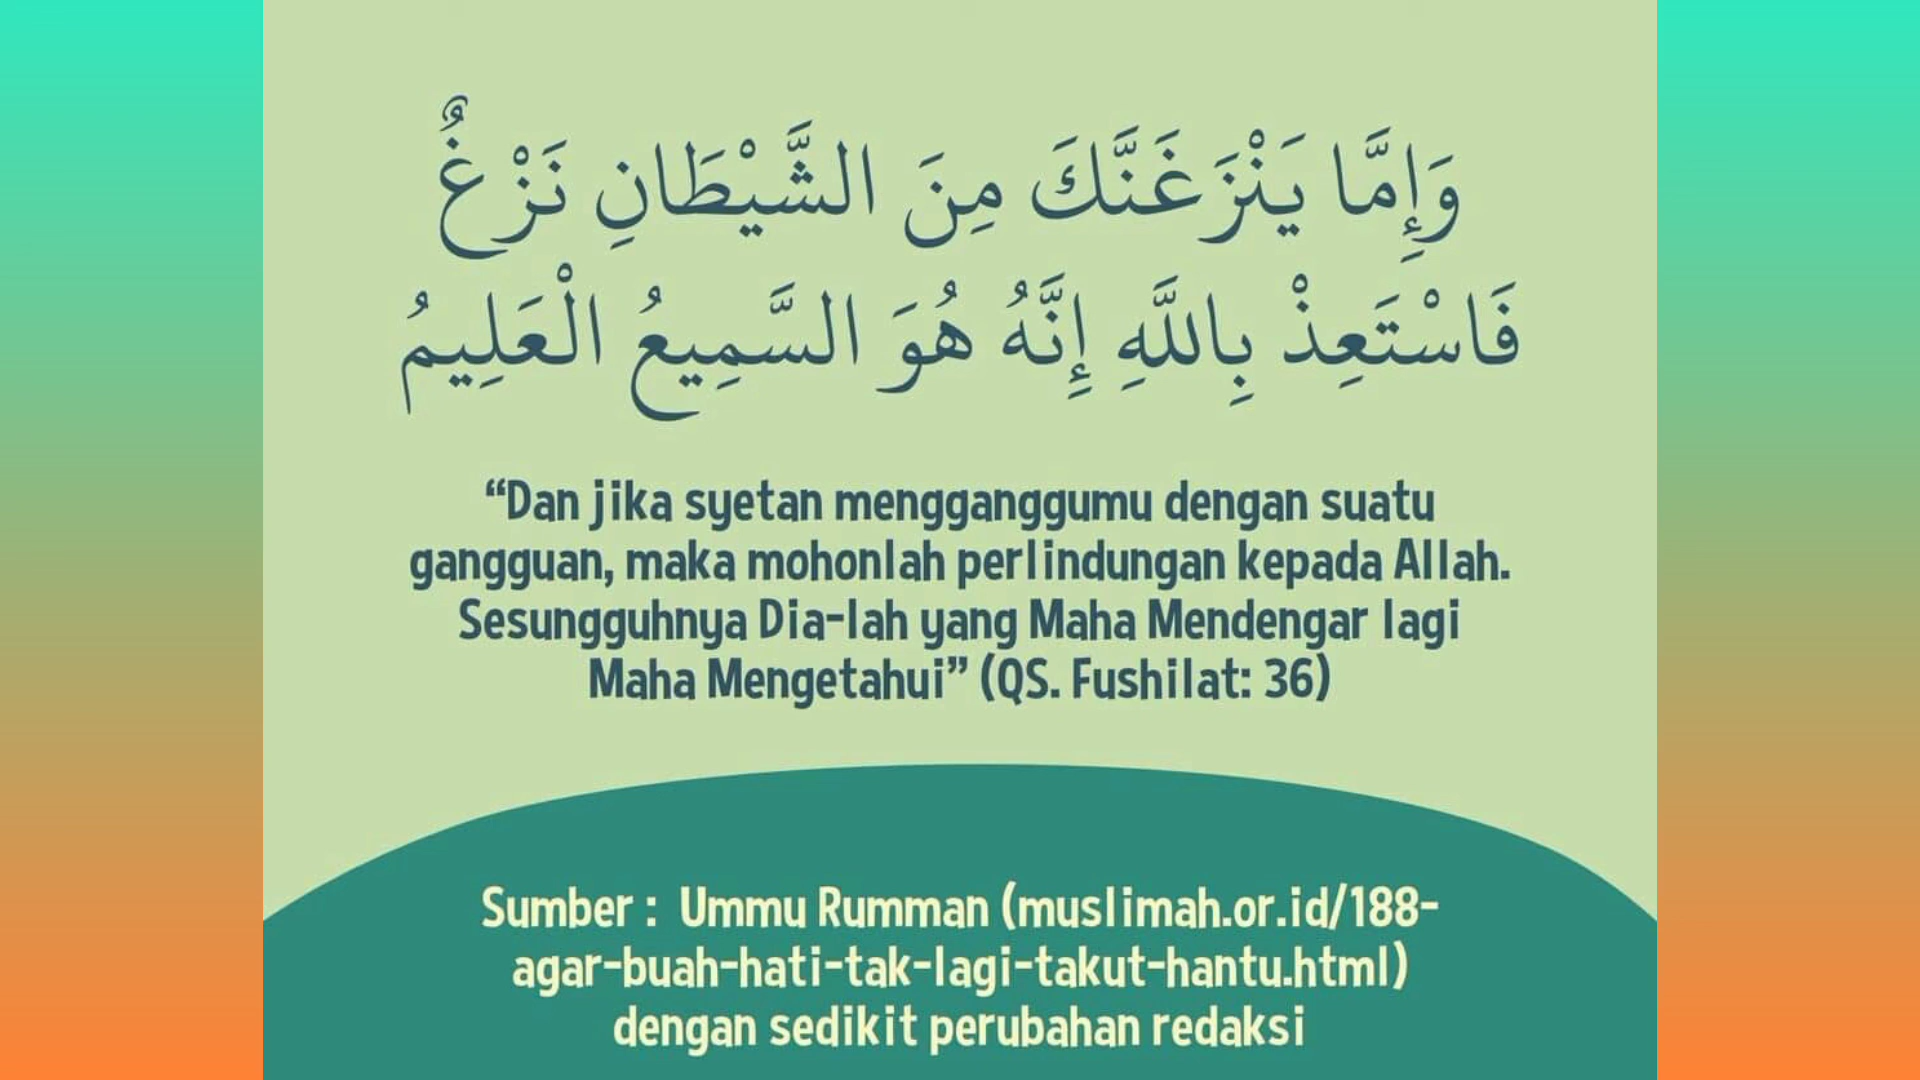 وَإِمَّا يَنْزَغَنَّكَ مِنَ الشَّيْطَانِ نَزْغٌ
فَاسْتَعِذْ بِاللَّهِ إِنَّهُ هُوَ السَّمِيعُ الْعَلِيمُ
“Dan jika syetan mengganggumu dengan suatu
gangguan, maka mohonlah perlindungan kepada Allah.
Sesungguhnya Dia-lah yang Maha Mendengar lagi
Maha Mengetahui” (QS. Fushilat: 36)
Sumber : Ummu Rumman (muslimah.or.id/188-
agar-buah-hati-tak-lagi-takut-hantu.html)
dengan sedikit perubahan redaksi